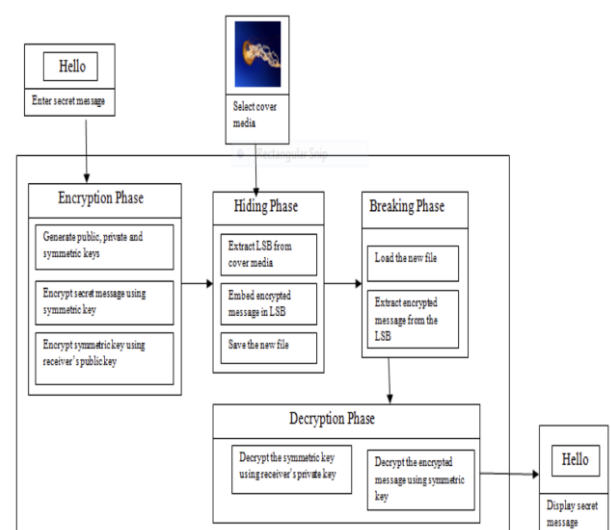 Hello
Enter secret message
Select cover
media
Rectangular Snip
Encryption Phase
Generate public, private and
symmetric keys
Encrypt secret message using
symmetric key
Encrypt symmetric key using
receiver's public key
Hiding Phase
Extract LSB from
cover media
Embed encrypted
message in LSB
Save the new file
Breaking Phase
Load the new file
Extract encrypted
message from the
LSB
Decryption Phase
Decrypt the symmetric key
using receiver's private key
Decrypt the encrypted
message using symmetric
key
Hello
Display secret
message